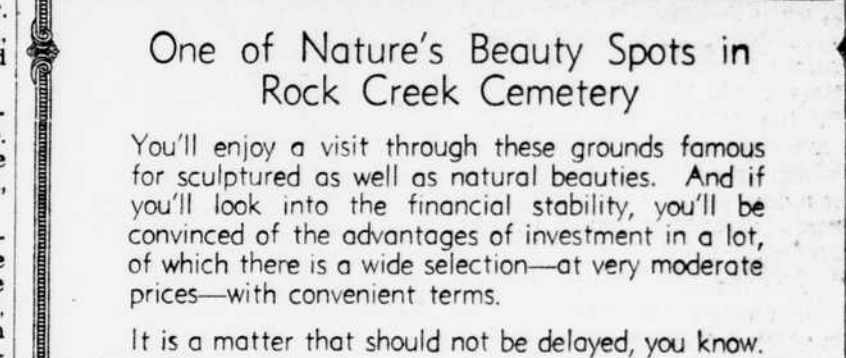 One of Nature's Beauty Spots in
Rock Creek Cemetery
You'll enjoy a visit through these grounds famous
for sculptured as well as natural beauties. And if
you'll look into the financial stability, you'll be
convinced of the advantages of investment in a lot,
of which there is a wide selection—at very moderate
prices—with convenient terms.
It is a matter that should not be delayed, you know.